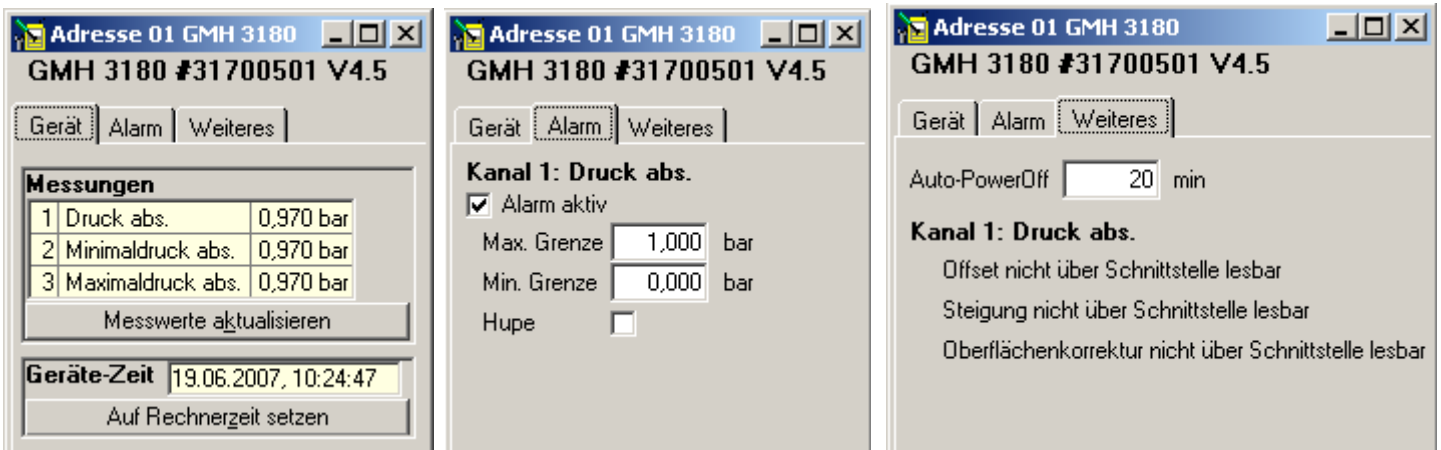 Adresse 01 GMH 3180
GMH 3180 #31700501 V4.5
Gerät Alarm Weiteres
Messungen
1 Druck abs. 0,970 bar
2 Minimaldruck abs. 0,970 bar
3 Maximaldruck abs. 0,970 bar
Messwerte aktualisieren
Geräte-Zeit 19.06.2007, 10:24:47
Auf Rechnerzeit setzen
Adresse 01 GMH 3180
GMH 3180 #31700501 V4.5
Gerät Alarm Weiteres
Kanal 1: Druck abs.
Alarm aktiv
Max. Grenze 1,000 bar
Min. Grenze 0,000 bar
Hupe
Adresse 01 GMH 3180
GMH 3180 #31700501 V4.5
Gerät Alarm Weiteres
Auto-PowerOff 20 min
Kanal 1: Druck abs.
Offset nicht über Schnittstelle lesbar
Steigung nicht über Schnittstelle lesbar
Oberflächenkorrektur nicht über Schnittstelle lesbar